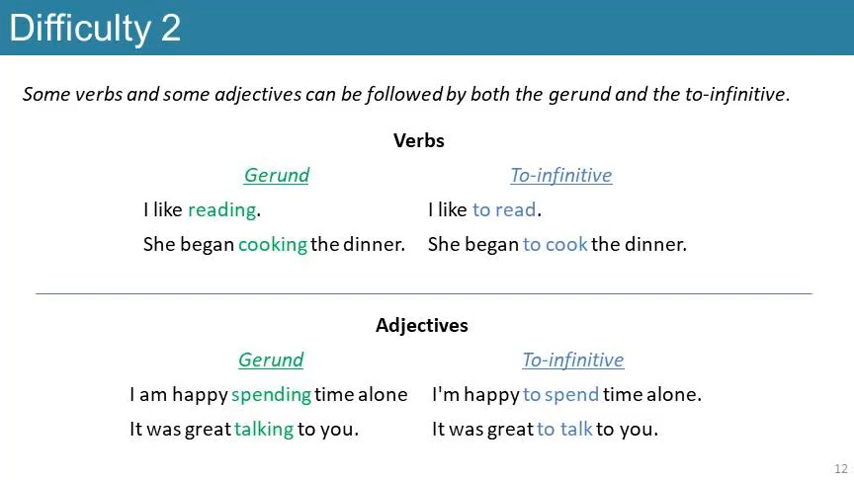 Difficulty 2
Some verbs and some adjectives can be followed by both the gerund and the to-infinitive.
Verbs
Gerund To-infinitive
I like reading. I like to read.
She began cooking the dinner. She began to cook the dinner.
Adjectives
Gerund To-infinitive
I am happy spending time alone I'm happy to spend time alone.
It was great talking to you. It was great to talk to you.
12